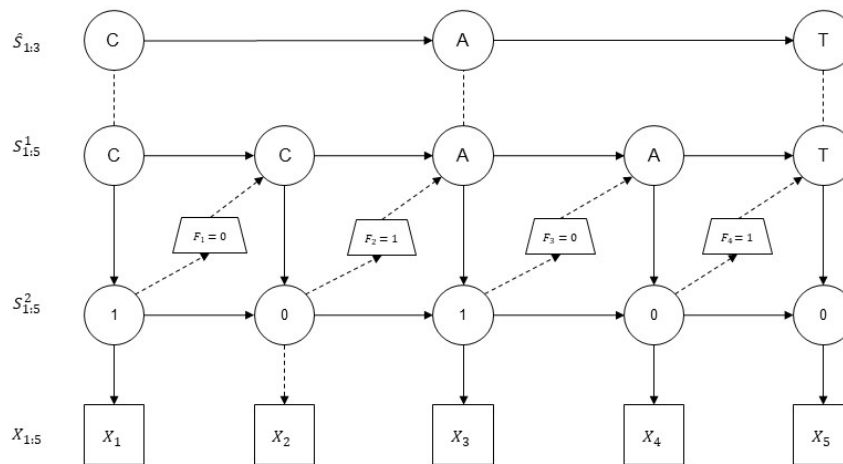 Ŝ₁:₃ C A T
S¹₁:₅ C C A A T
F₁ = 0 F₂ = 1 F₃ = 0 F₄ = 1
S²₁:₅ 1 0 1 0 0
X₁:₅ X₁ X₂ X₃ X₄ X₅